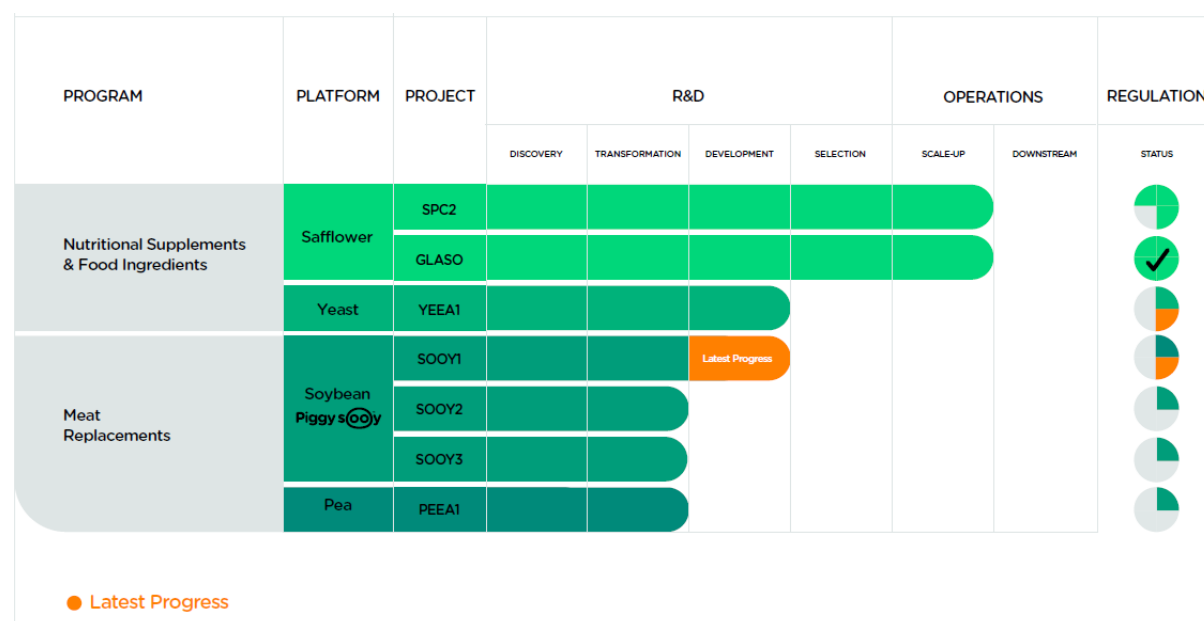 PROGRAM
PLATFORM
PROJECT
R&D
OPERATIONS
REGULATION
DISCOVERY
TRANSFORMATION
DEVELOPMENT
SELECTION
SCALE-UP
DOWNSTREAM
STATUS
Nutritional Supplements
& Food Ingredients
Safflower
SPC2
GLASO
Yeast
YEEA1
Meat
Replacements
Soybean
Piggy sooy
SOOY1
Latest Progress
SOOY2
SOOY3
Pea
PEEA1
Latest Progress